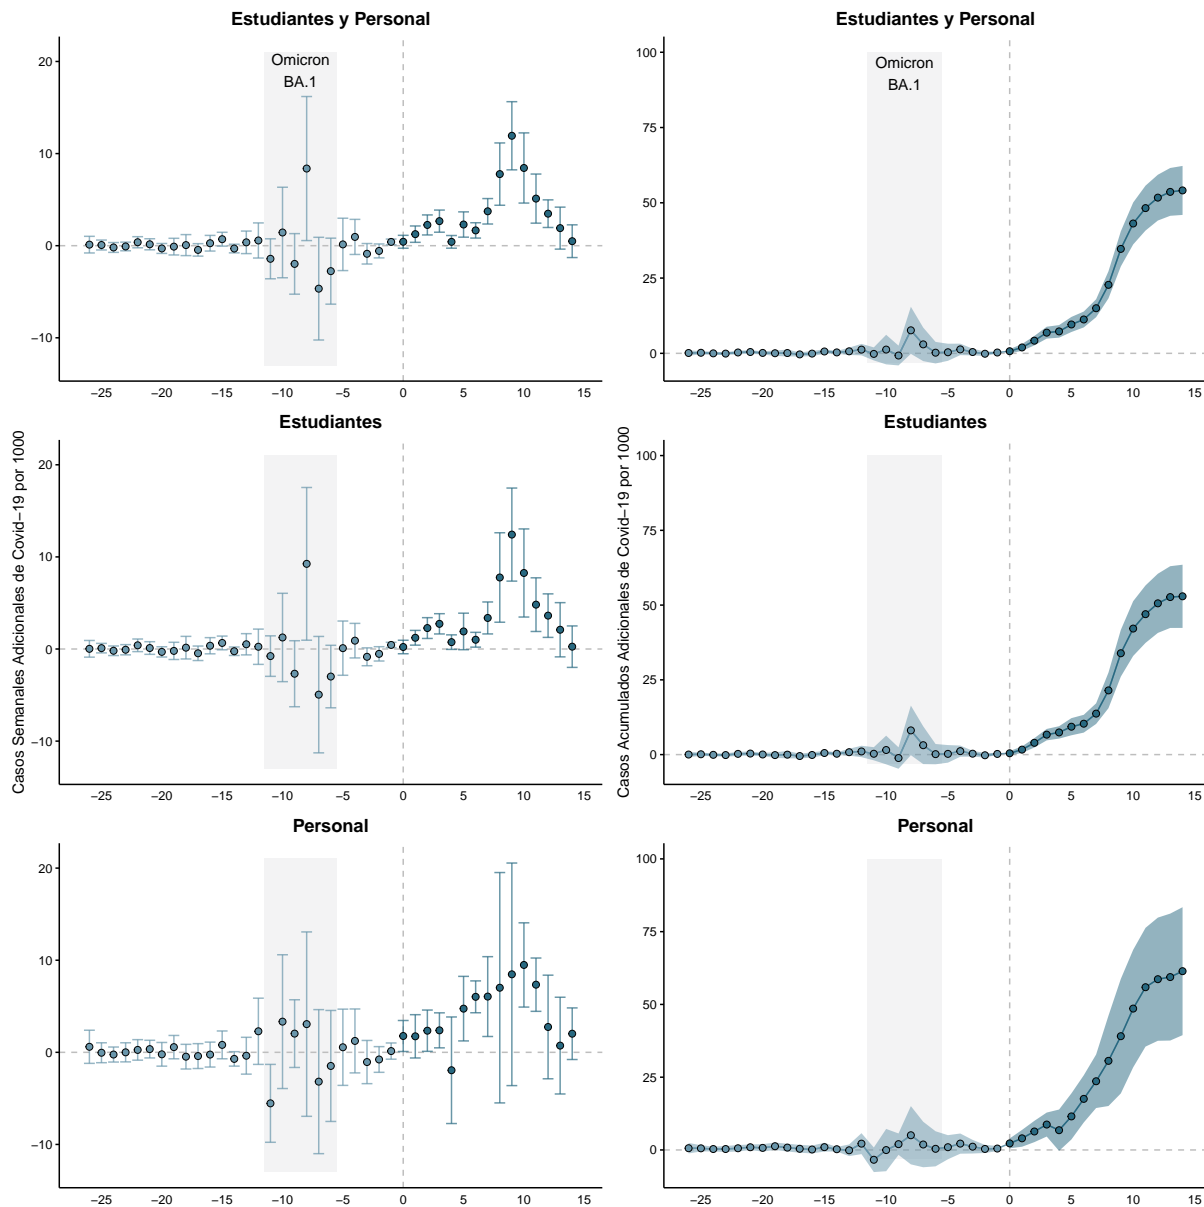 Estudiantes y Personal
Omicron
BA.1
20
10
0
−10
−25 −20 −15 −10 −5 0 5 10 15
Estudiantes y Personal
Omicron
BA.1
100
75
50
25
0
−25 −20 −15 −10 −5 0 5 10 15
Casos Semanales Adicionales de Covid−19 por 1000
Estudiantes
20
10
0
−10
−25 −20 −15 −10 −5 0 5 10 15
Casos Acumulados Adicionales de Covid−19 por 1000
Estudiantes
100
75
50
25
0
−25 −20 −15 −10 −5 0 5 10 15
Personal
20
10
0
−10
−25 −20 −15 −10 −5 0 5 10 15
Personal
100
75
50
25
0
−25 −20 −15 −10 −5 0 5 10 15